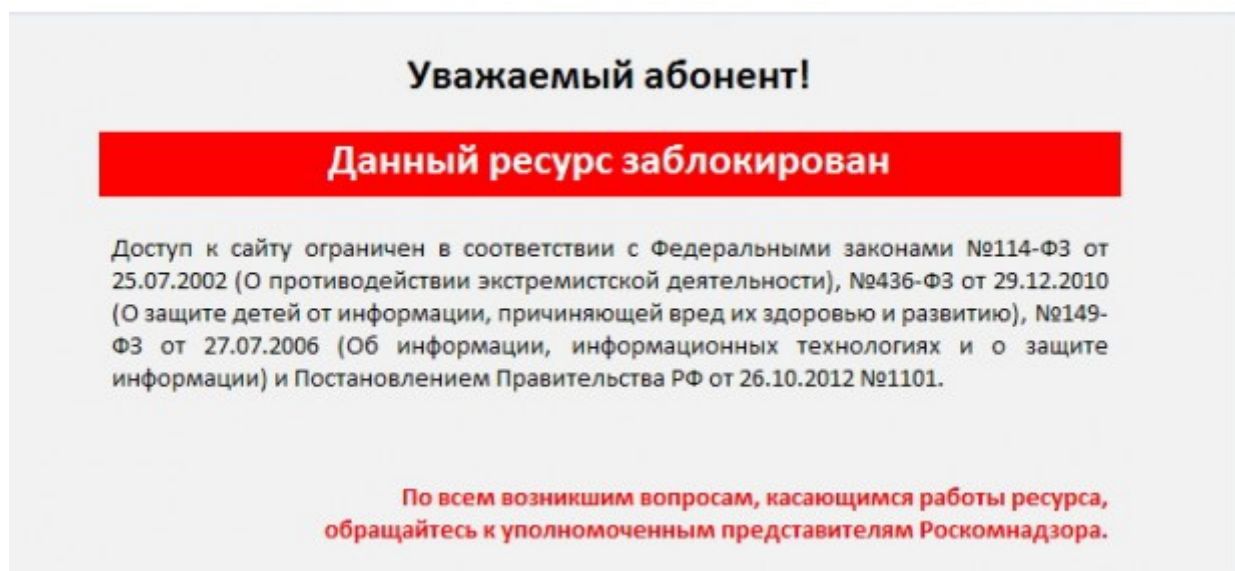 Уважаемый абонент!
Данный ресурс заблокирован
Доступ к сайту ограничен в соответствии с Федеральными законами №114-ФЗ от
25.07.2002 (О противодействии экстремистской деятельности), №436-ФЗ от 29.12.2010
(О защите детей от информации, причиняющей вред их здоровью и развитию), №149-
ФЗ от 27.07.2006 (Об информации, информационных технологиях и о защите
информации) и Постановлением Правительства РФ от 26.10.2012 №1101.
По всем возникшим вопросам, касающимся работы ресурса,
обращайтесь к уполномоченным представителям Роскомнадзора.